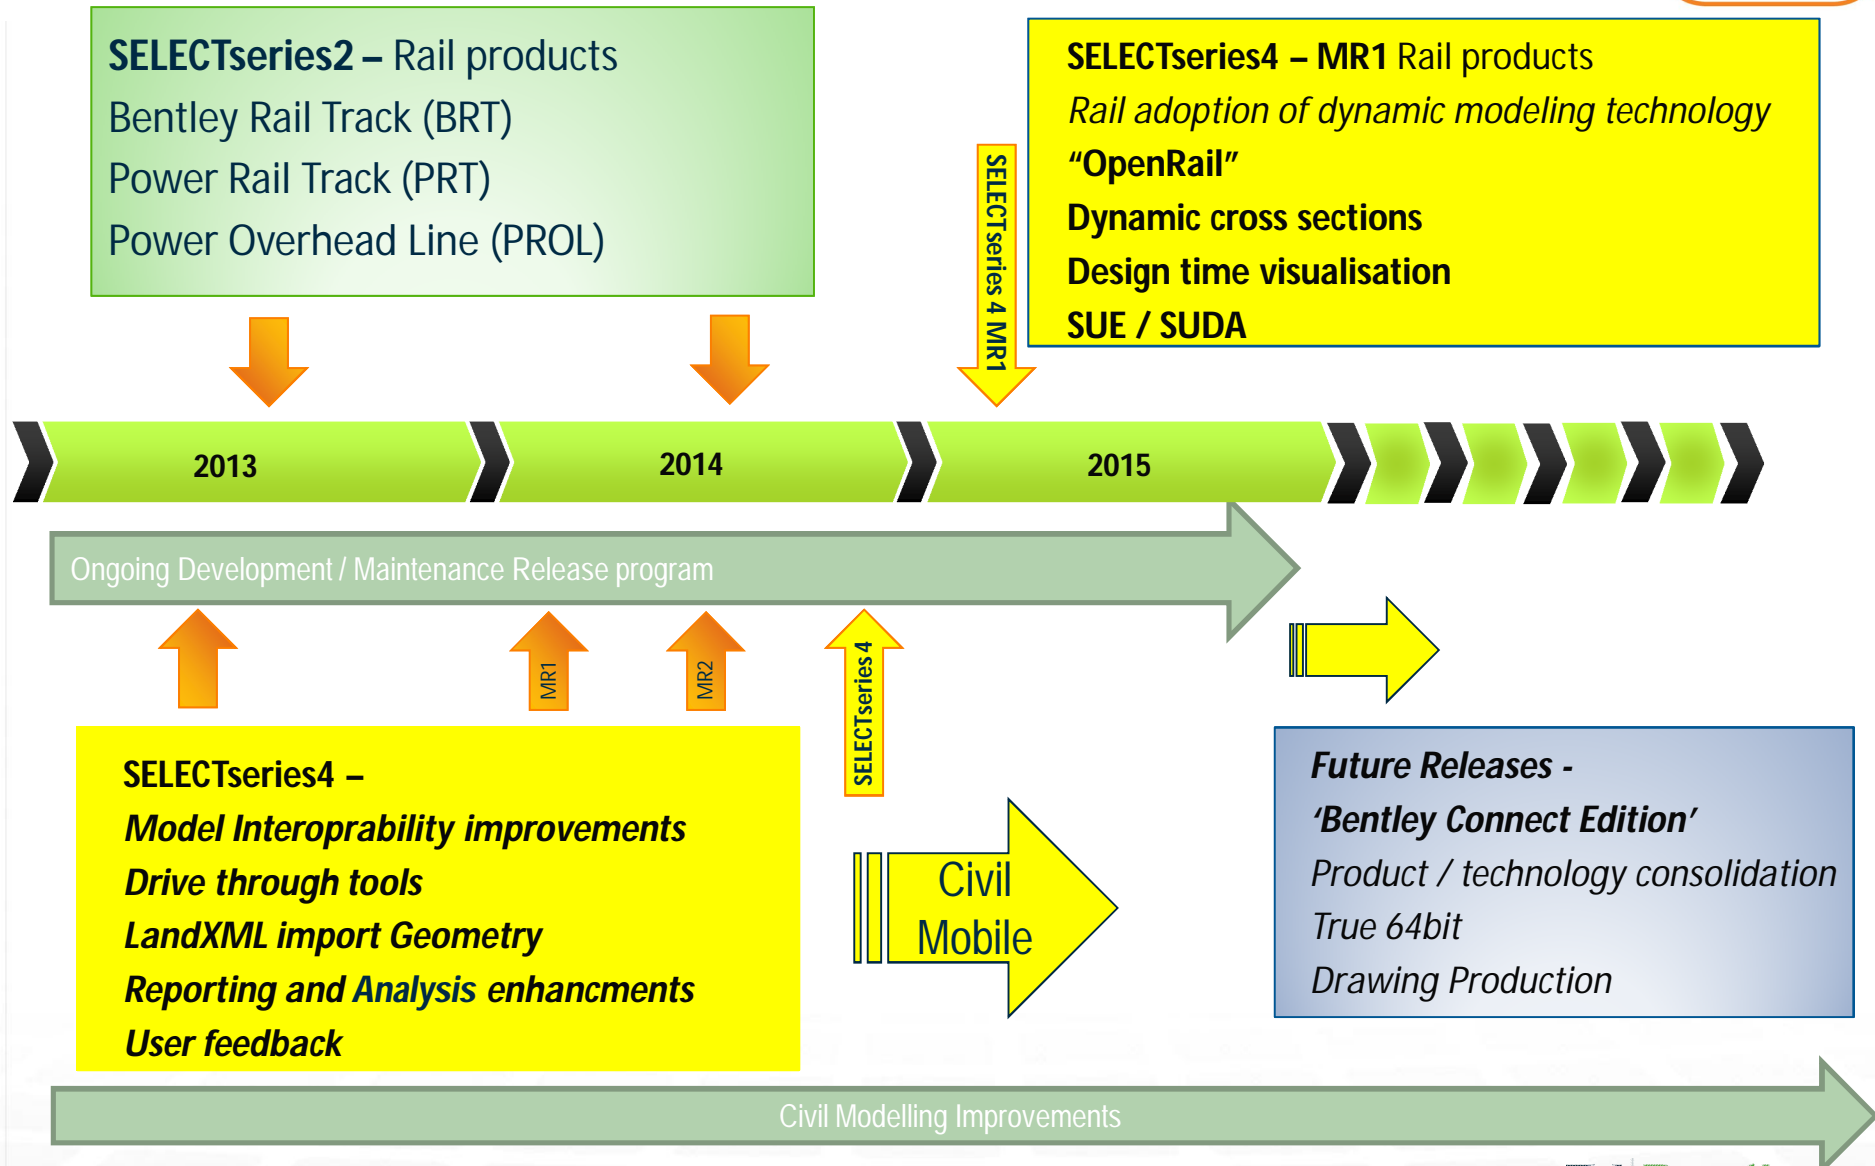 SELECTseries2 – Rail products
Bentley Rail Track (BRT)
Power Rail Track (PRT)
Power Overhead Line (PROL)
SELECTseries4 – MR1 Rail products
Rail adoption of dynamic modeling technology
“OpenRail”
Dynamic cross sections
Design time visualisation
SUE / SUDA
SELECTseries 4 MR1
2013
2014
2015
Ongoing Development / Maintenance Release program
MR1
MR2
SELECTseries 4
SELECTseries4 –
Model Interoprability improvements
Drive through tools
LandXML import Geometry
Reporting and Analysis enhancments
User feedback
Civil
Mobile
Future Releases -
‘Bentley Connect Edition’
Product / technology consolidation
True 64bit
Drawing Production
Civil Modelling Improvements